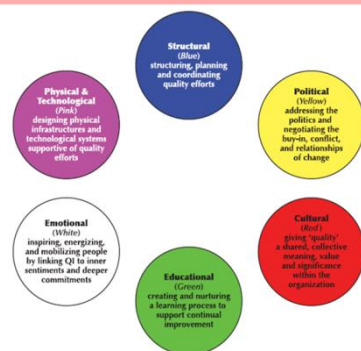 Structural
(Blue)
structuring, planning
and coordinating
quality efforts
Physical &
Technological
(Pink)
designing physical
infrastructures and
technological systems
supportive of quality
efforts
Political
(Yellow)
addressing the
politics and
negotiating the
buy-in, conflict,
and relationships
of change
Emotional
(White)
inspiring, energizing,
and mobilizing people
by linking QI to inner
sentiments and deeper
commitments
Cultural
(Red)
giving 'quality'
a shared, collective
meaning, value
and significance
within the
organization
Educational
(Green)
creating and nurturing
a learning process to
support continual
improvement